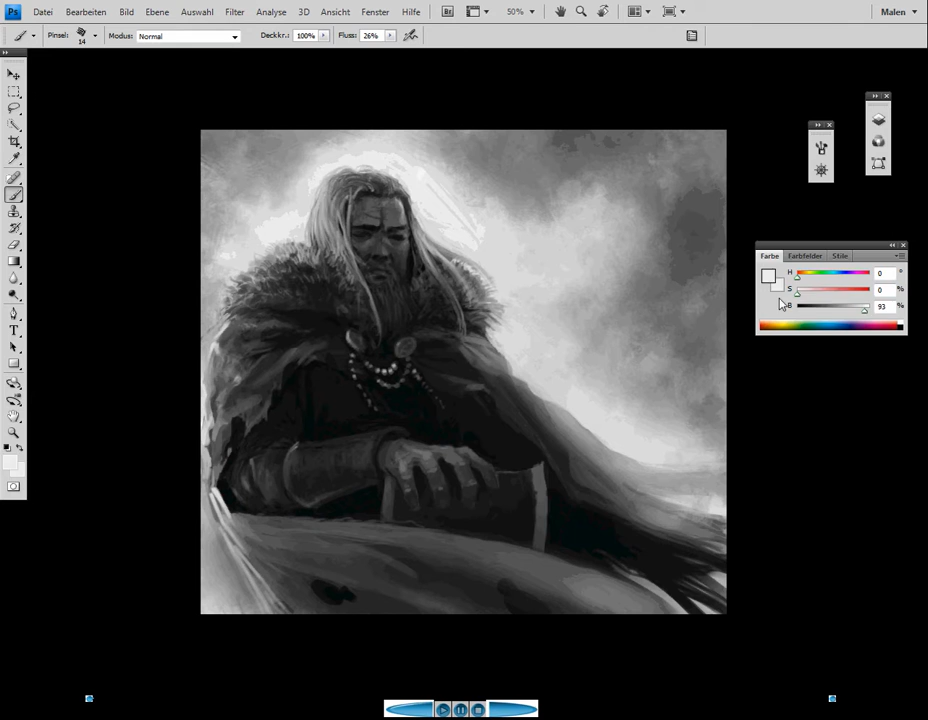 Ps Datei Bearbeiten Bild Ebene Auswahl Filter Analyse 3D Ansicht Fenster Hilfe Br 50% Malen
Pinsel: 14 Modus: Normal Deckkr.: 100% Fluss: 26%
Farbe Farbfelder Stile
H 0 °
S 0 %
B 93 %
T